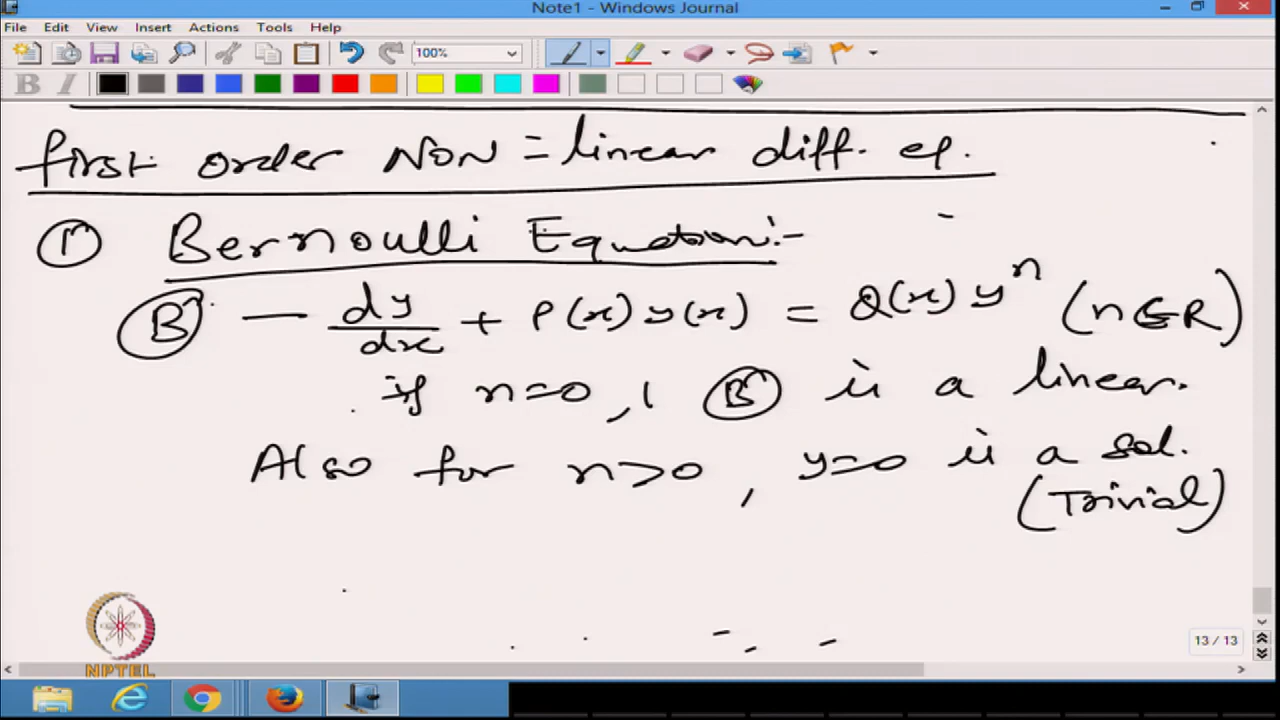 Note1 - Windows Journal
File Edit View Insert Actions Tools Help
100%
first order NON = linear diff. eq.
① Bernoulli Equation:-
Ⓑ — dy/dx + P(x) y(x) = Q(x) y^n (n∈R)
if n=0, 1 Ⓑ is a linear.
Also for n>0, y=0 is a sol.
(Trivial)
13 / 13
NPTEL